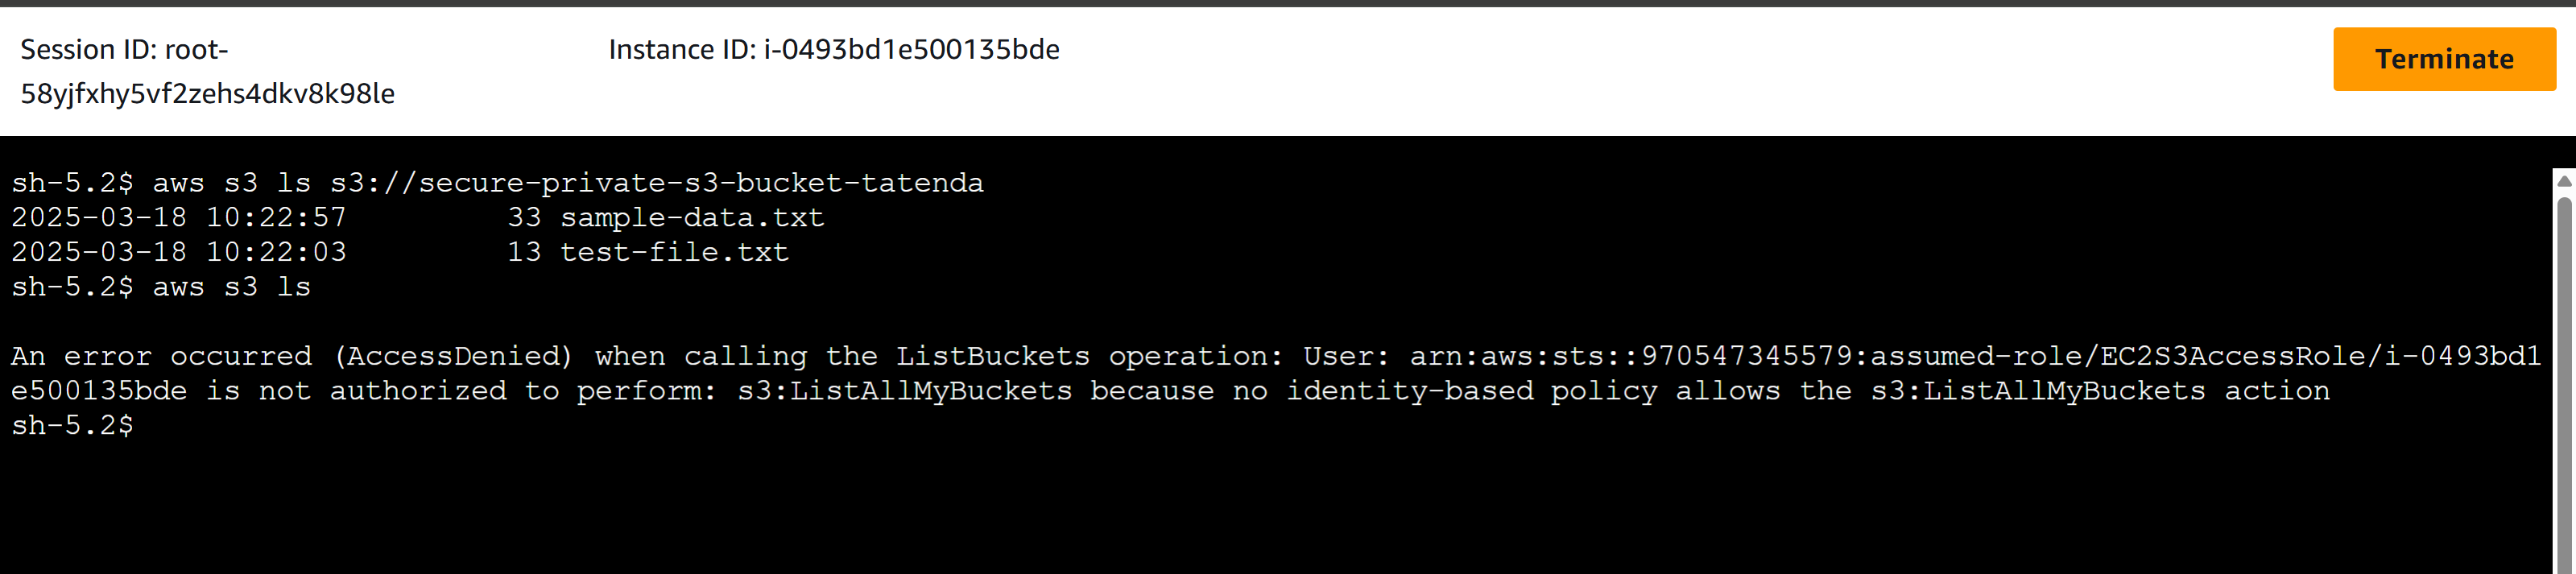 Session ID: root-
58yjfxhy5vf2zehs4dkv8k98le
Instance ID: i-0493bd1e500135bde
Terminate
sh-5.2$ aws s3 ls s3://secure-private-s3-bucket-tatenda
2025-03-18 10:22:57         33 sample-data.txt
2025-03-18 10:22:03         13 test-file.txt
sh-5.2$ aws s3 ls
An error occurred (AccessDenied) when calling the ListBuckets operation: User: arn:aws:sts::970547345579:assumed-role/EC2S3AccessRole/i-0493bd1
e500135bde is not authorized to perform: s3:ListAllMyBuckets because no identity-based policy allows the s3:ListAllMyBuckets action
sh-5.2$